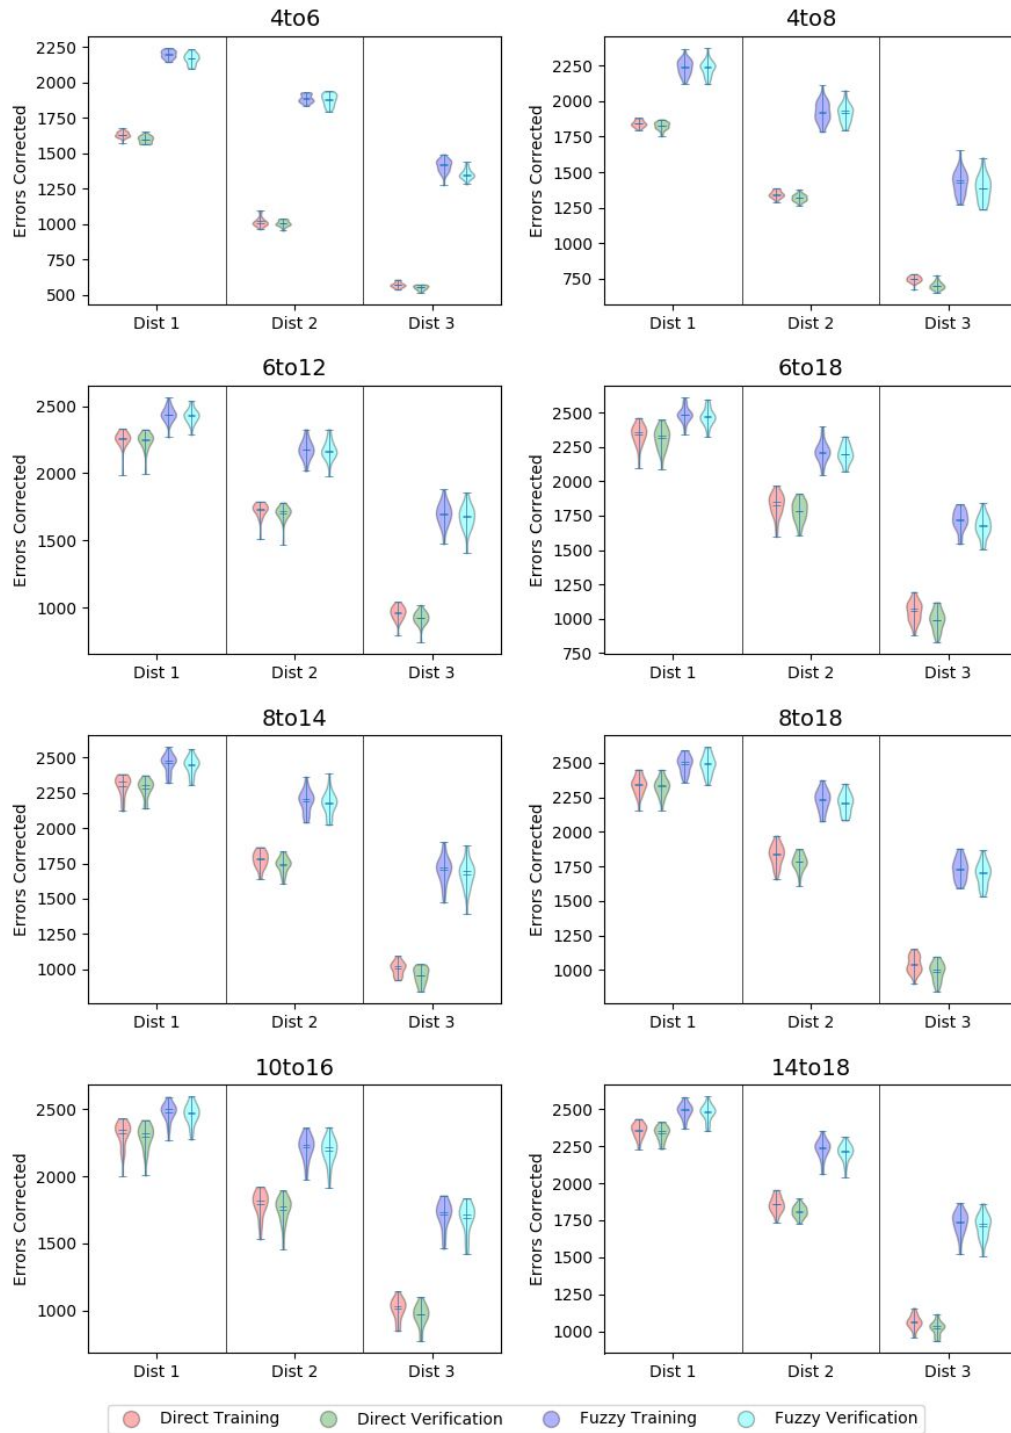 4to6
4to8
Errors Corrected
2250
2000
1750
1500
1250
1000
750
500
Dist 1 Dist 2 Dist 3
Errors Corrected
2250
2000
1750
1500
1250
1000
750
Dist 1 Dist 2 Dist 3
6to12
6to18
Errors Corrected
2500
2000
1500
1000
Dist 1 Dist 2 Dist 3
Errors Corrected
2500
2250
2000
1750
1500
1250
1000
750
Dist 1 Dist 2 Dist 3
8to14
8to18
Errors Corrected
2500
2250
2000
1750
1500
1250
1000
Dist 1 Dist 2 Dist 3
Errors Corrected
2500
2250
2000
1750
1500
1250
1000
Dist 1 Dist 2 Dist 3
10to16
14to18
Errors Corrected
2500
2000
1500
1000
Dist 1 Dist 2 Dist 3
Errors Corrected
2500
2250
2000
1750
1500
1250
1000
Dist 1 Dist 2 Dist 3
Direct Training Direct Verification Fuzzy Training Fuzzy Verification